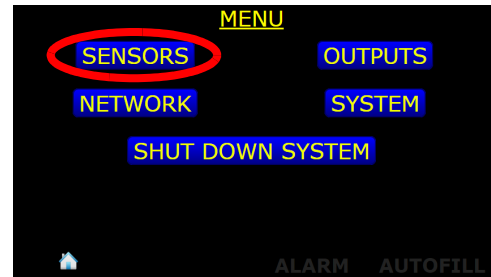 MENU
SENSORS OUTPUTS
NETWORK SYSTEM
SHUT DOWN SYSTEM
ALARM AUTOFILL